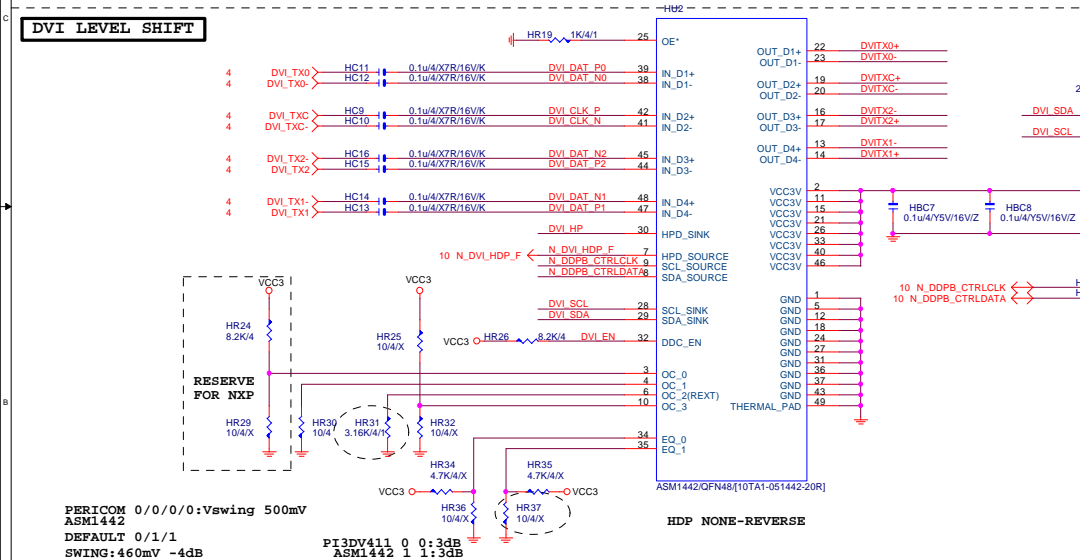 C
DVI LEVEL SHIFT
HU2
HR19 1K/4/1 25 OE*
OUT_D1+ 22 DVITX0+
OUT_D1- 23 DVITX0-
4 DVI_TX0 HC11 0.1u/4/X7R/16V/K DVI_DAT_P0 39 IN_D1+
4 DVI_TX0- HC12 0.1u/4/X7R/16V/K DVI_DAT_N0 38 IN_D1-
OUT_D2+ 19 DVITXC+
OUT_D2- 20 DVITXC-
4 DVI_TXC HC9 0.1u/4/X7R/16V/K DVI_CLK_P 42 IN_D2+
4 DVI_TXC- HC10 0.1u/4/X7R/16V/K DVI_CLK_N 41 IN_D2-
OUT_D3+ 16 DVITX2-
OUT_D3- 17 DVITX2+
2
DVI_SDA
DVI_SCL
4 DVI_TX2- HC16 0.1u/4/X7R/16V/K DVI_DAT_N2 45 IN_D3+
4 DVI_TX2 HC15 0.1u/4/X7R/16V/K DVI_DAT_P2 44 IN_D3-
OUT_D4+ 13 DVITX1-
OUT_D4- 14 DVITX1+
4 DVI_TX1- HC14 0.1u/4/X7R/16V/K DVI_DAT_N1 48 IN_D4+
4 DVI_TX1 HC13 0.1u/4/X7R/16V/K DVI_DAT_P1 47 IN_D4-
VCC3V 2
VCC3V 11
VCC3V 15
VCC3V 21
VCC3V 26
VCC3V 33
VCC3V 40
VCC3V 46
HBC7
0.1u/4/Y5V/16V/Z
HBC8
0.1u/4/Y5V/16V/Z
DVI_HP 30 HPD_SINK
10 N_DVI_HDP_F N_DVI_HDP_F 7 HPD_SOURCE
N_DDPB_CTRLCLK 9 SCL_SOURCE
N_DDPB_CTRLDATA 8 SDA_SOURCE
10 N_DDPB_CTRLCLK H
10 N_DDPB_CTRLDATA H
DVI_SCL 28 SCL_SINK
DVI_SDA 29 SDA_SINK
VCC3 HR26 8.2K/4 DVI_EN 32 DDC_EN
GND 1
GND 5
GND 12
GND 18
GND 24
GND 27
GND 31
GND 36
GND 37
GND 43
THERMAL_PAD 49
VCC3
VCC3
HR24
8.2K/4
HR25
10/4/X
RESERVE
FOR NXP
3 OC_0
4 OC_1
6 OC_2(REXT)
10 OC_3
B
HR29
10/4/X
HR30
10/4
HR31
3.16K/4/1
HR32
10/4/X
34 EQ_0
35 EQ_1
HR34
4.7K/4/X
HR35
4.7K/4/X
VCC3
VCC3
HR36
10/4/X
HR37
10/4/X
ASM1442/QFN48/[10TA1-051442-20R]
HDP NONE-REVERSE
PERICOM 0/0/0/0:Vswing 500mV
ASM1442
DEFAULT 0/1/1
SWING:460mV -4dB
PI3DV411 0 0:3dB
ASM1442 1 1:3dB